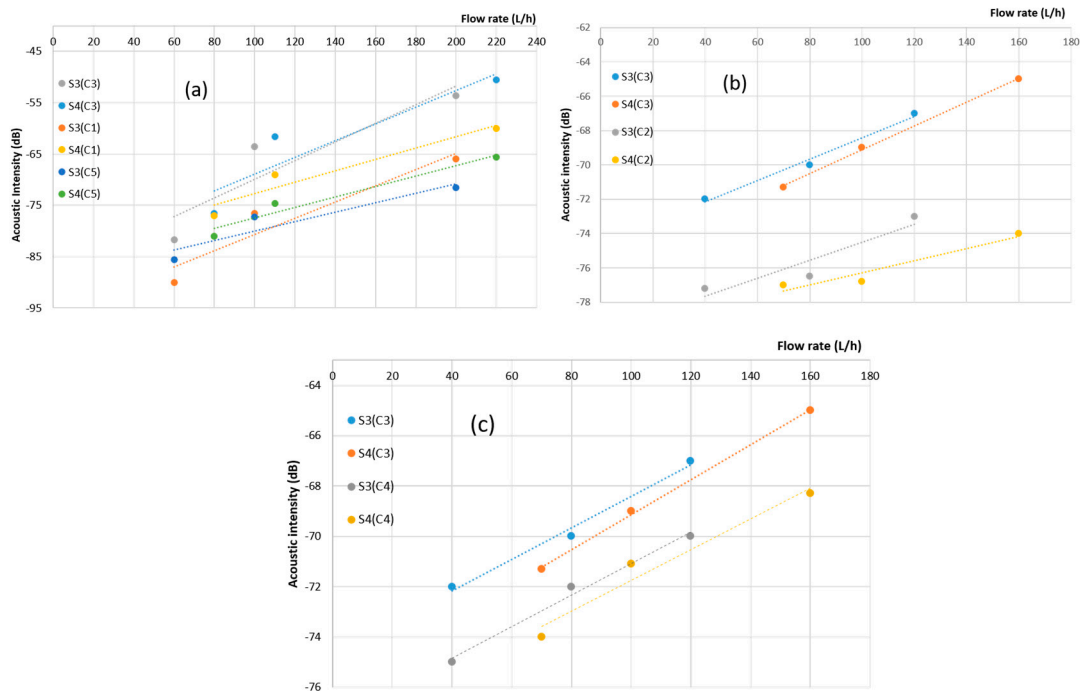 Flow rate (L/h)
0 20 40 60 80 100 120 140 160 180 200 220 240
-45
-55
-65
-75
-85
-95
Acoustic intensity (dB)
S3(C3)
S4(C3)
S3(C1)
S4(C1)
S3(C5)
S4(C5)
(a)
Flow rate (L/h)
0 20 40 60 80 100 120 140 160 180
-62
-64
-66
-68
-70
-72
-74
-76
-78
Acoustic intensity (dB)
S3(C3)
S4(C3)
S3(C2)
S4(C2)
(b)
Flow rate (L/h)
0 20 40 60 80 100 120 140 160 180
-64
-66
-68
-70
-72
-74
-76
Acoustic intensity (dB)
S3(C3)
S4(C3)
S3(C4)
S4(C4)
(c)